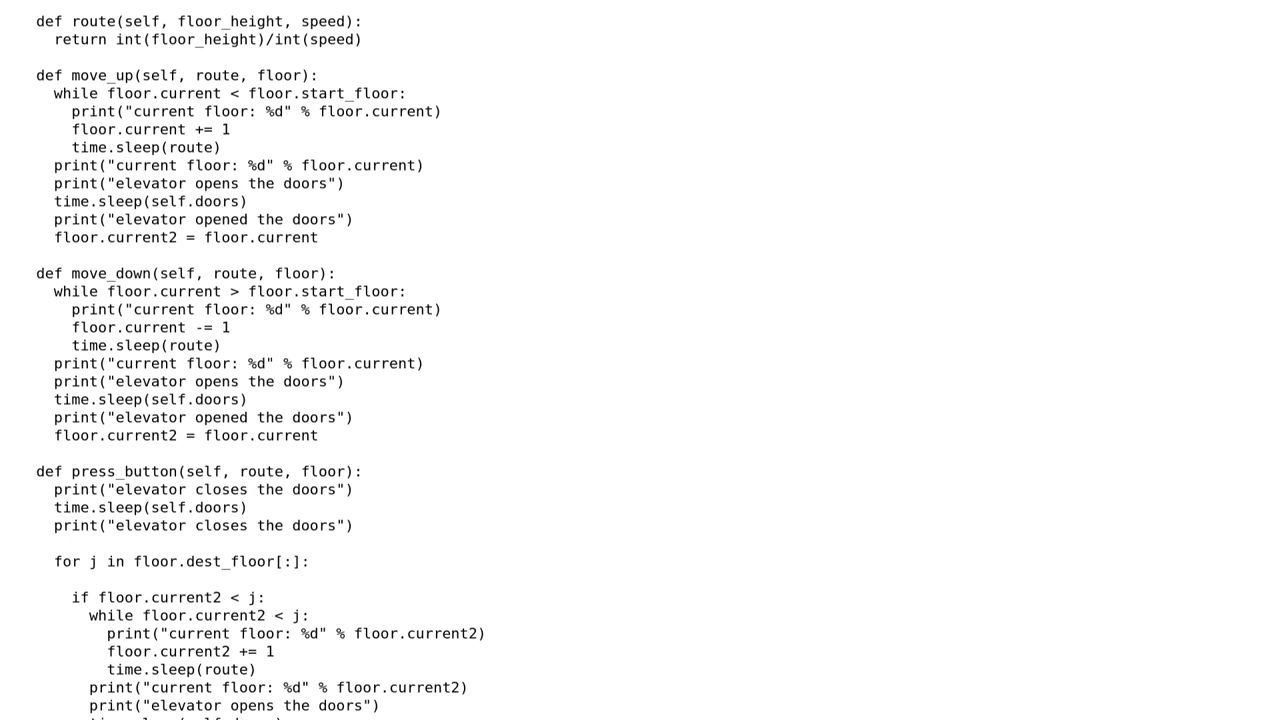 def route(self, floor_height, speed):
return int(floor_height)/int(speed)
def move_up(self, route, floor):
while floor.current < floor.start_floor:
print("current floor: %d" % floor.current)
floor.current += 1
time.sleep(route)
print("current floor: %d" % floor.current)
print("elevator opens the doors")
time.sleep(self.doors)
print("elevator opened the doors")
floor.current2 = floor.current
def move_down(self, route, floor):
while floor.current > floor.start_floor:
print("current floor: %d" % floor.current)
floor.current -= 1
time.sleep(route)
print("current floor: %d" % floor.current)
print("elevator opens the doors")
time.sleep(self.doors)
print("elevator opened the doors")
floor.current2 = floor.current
def press_button(self, route, floor):
print("elevator closes the doors")
time.sleep(self.doors)
print("elevator closes the doors")
for j in floor.dest_floor[:]:
if floor.current2 < j:
while floor.current2 < j:
print("current floor: %d" % floor.current2)
floor.current2 += 1
time.sleep(route)
print("current floor: %d" % floor.current2)
print("elevator opens the doors")